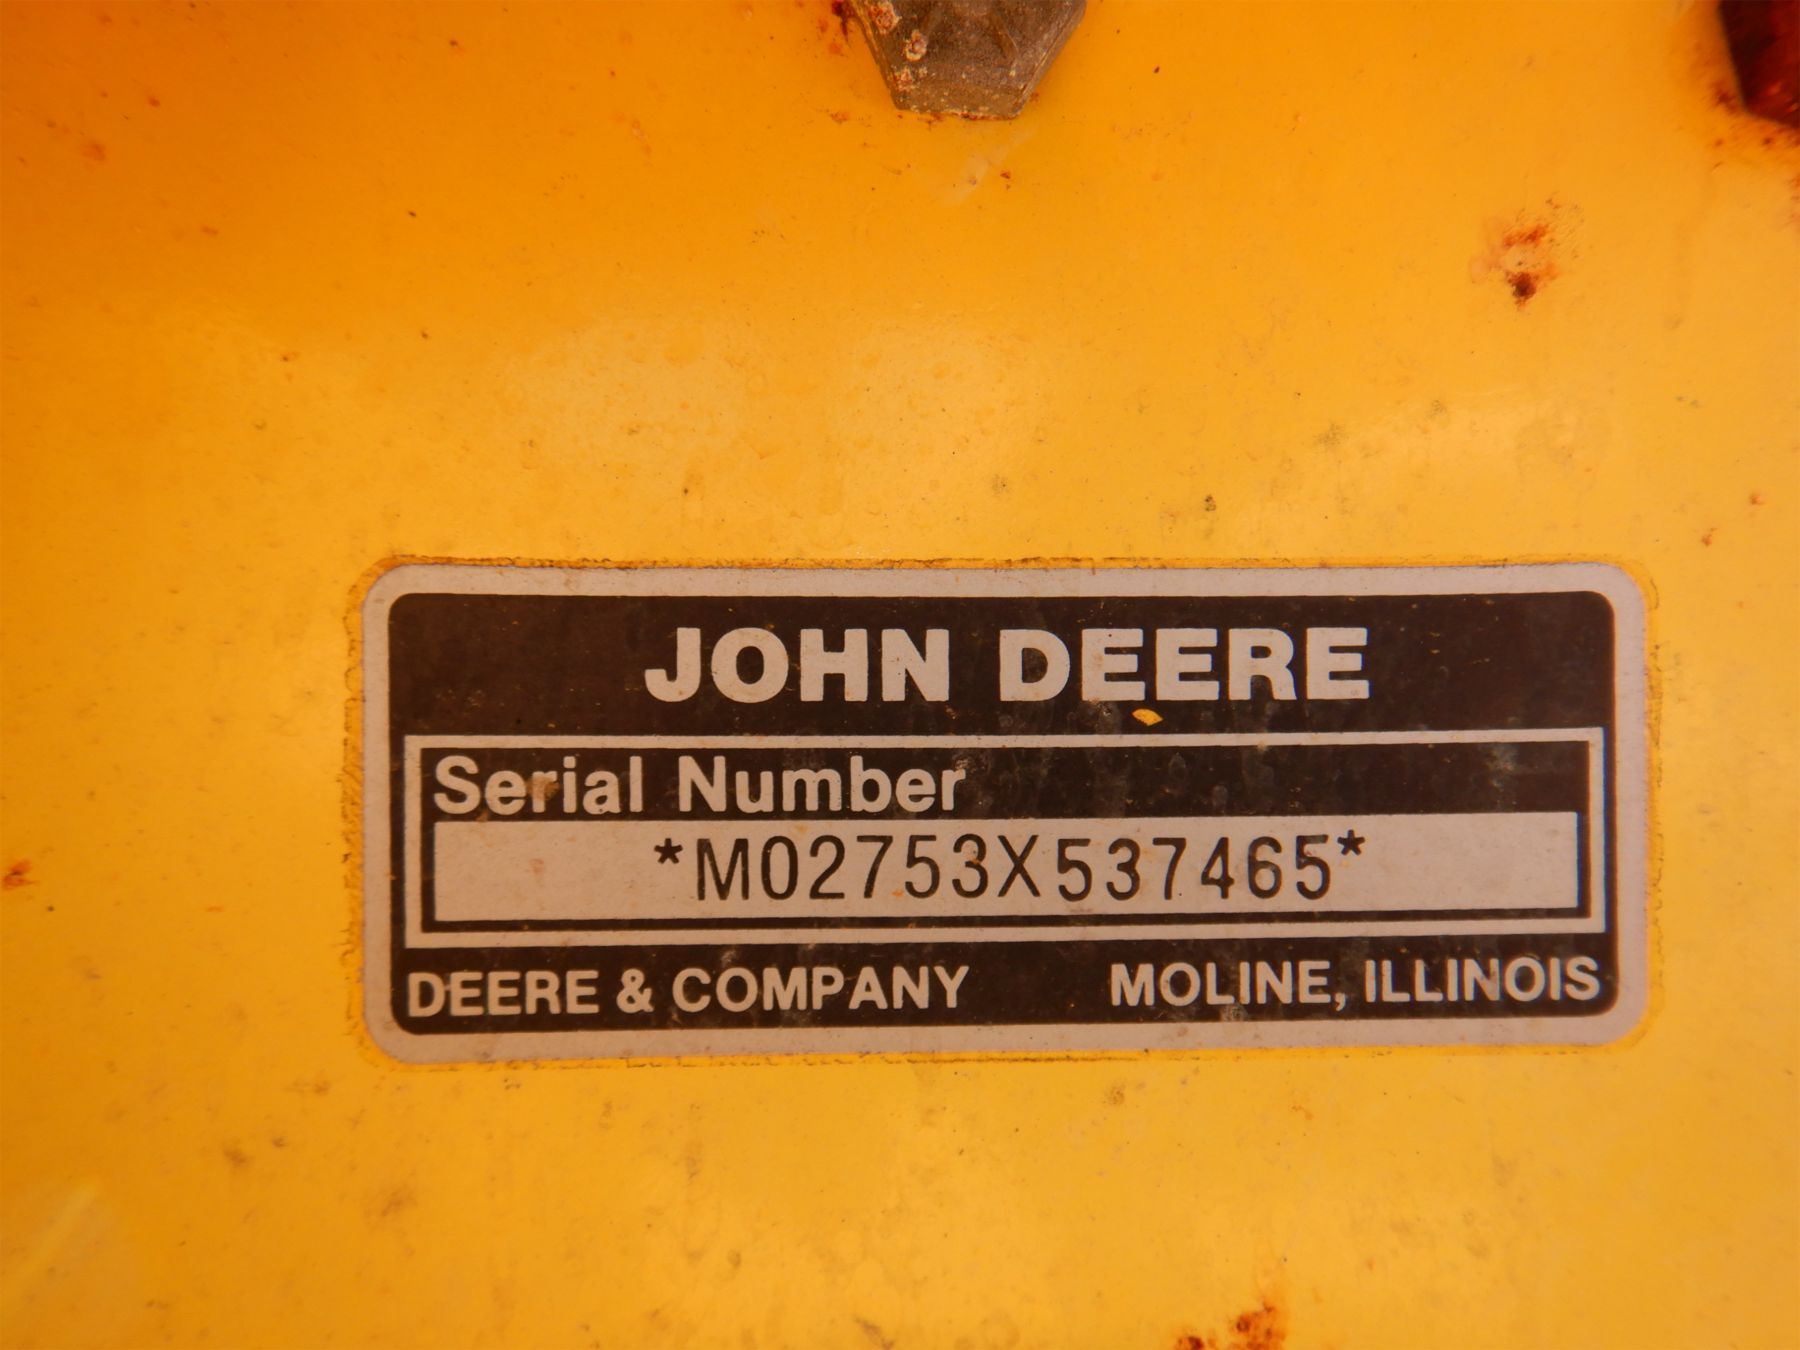 JOHN DEERE
Serial Number
*M02753X537465*
DEERE & COMPANY MOLINE, ILLINOIS